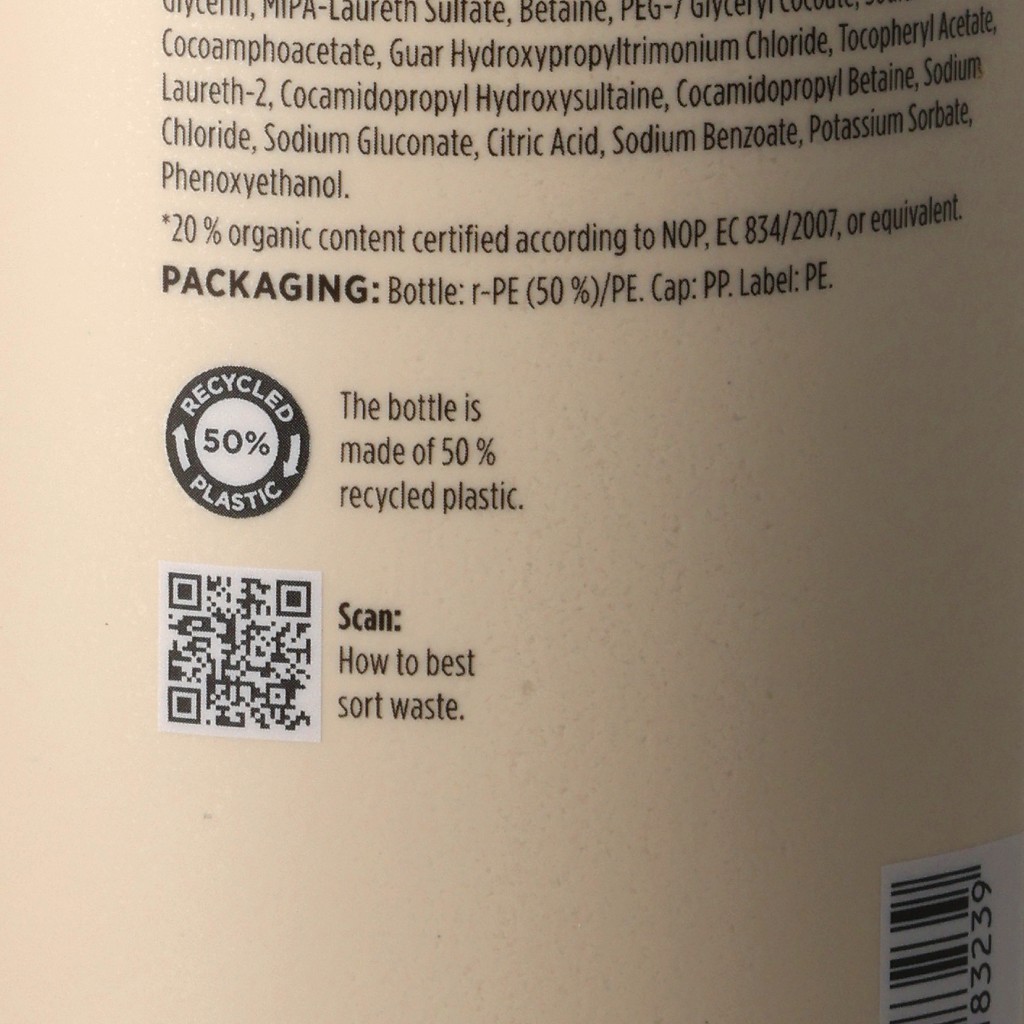 Glycerin, MIPA-Laureth Sulfate, Betaine, PEG-7 Glyceryl Cocoate,
Cocoamphoacetate, Guar Hydroxypropyltrimonium Chloride, Tocopheryl Acetate,
Laureth-2, Cocamidopropyl Hydroxysultaine, Cocamidopropyl Betaine, Sodium
Chloride, Sodium Gluconate, Citric Acid, Sodium Benzoate, Potassium Sorbate,
Phenoxyethanol.
*20 % organic content certified according to NOP, EC 834/2007, or equivalent.
PACKAGING: Bottle: r-PE (50 %)/PE. Cap: PP. Label: PE.
RECYCLED
50%
PLASTIC
The bottle is
made of 50 %
recycled plastic.
Scan:
How to best
sort waste.
83239